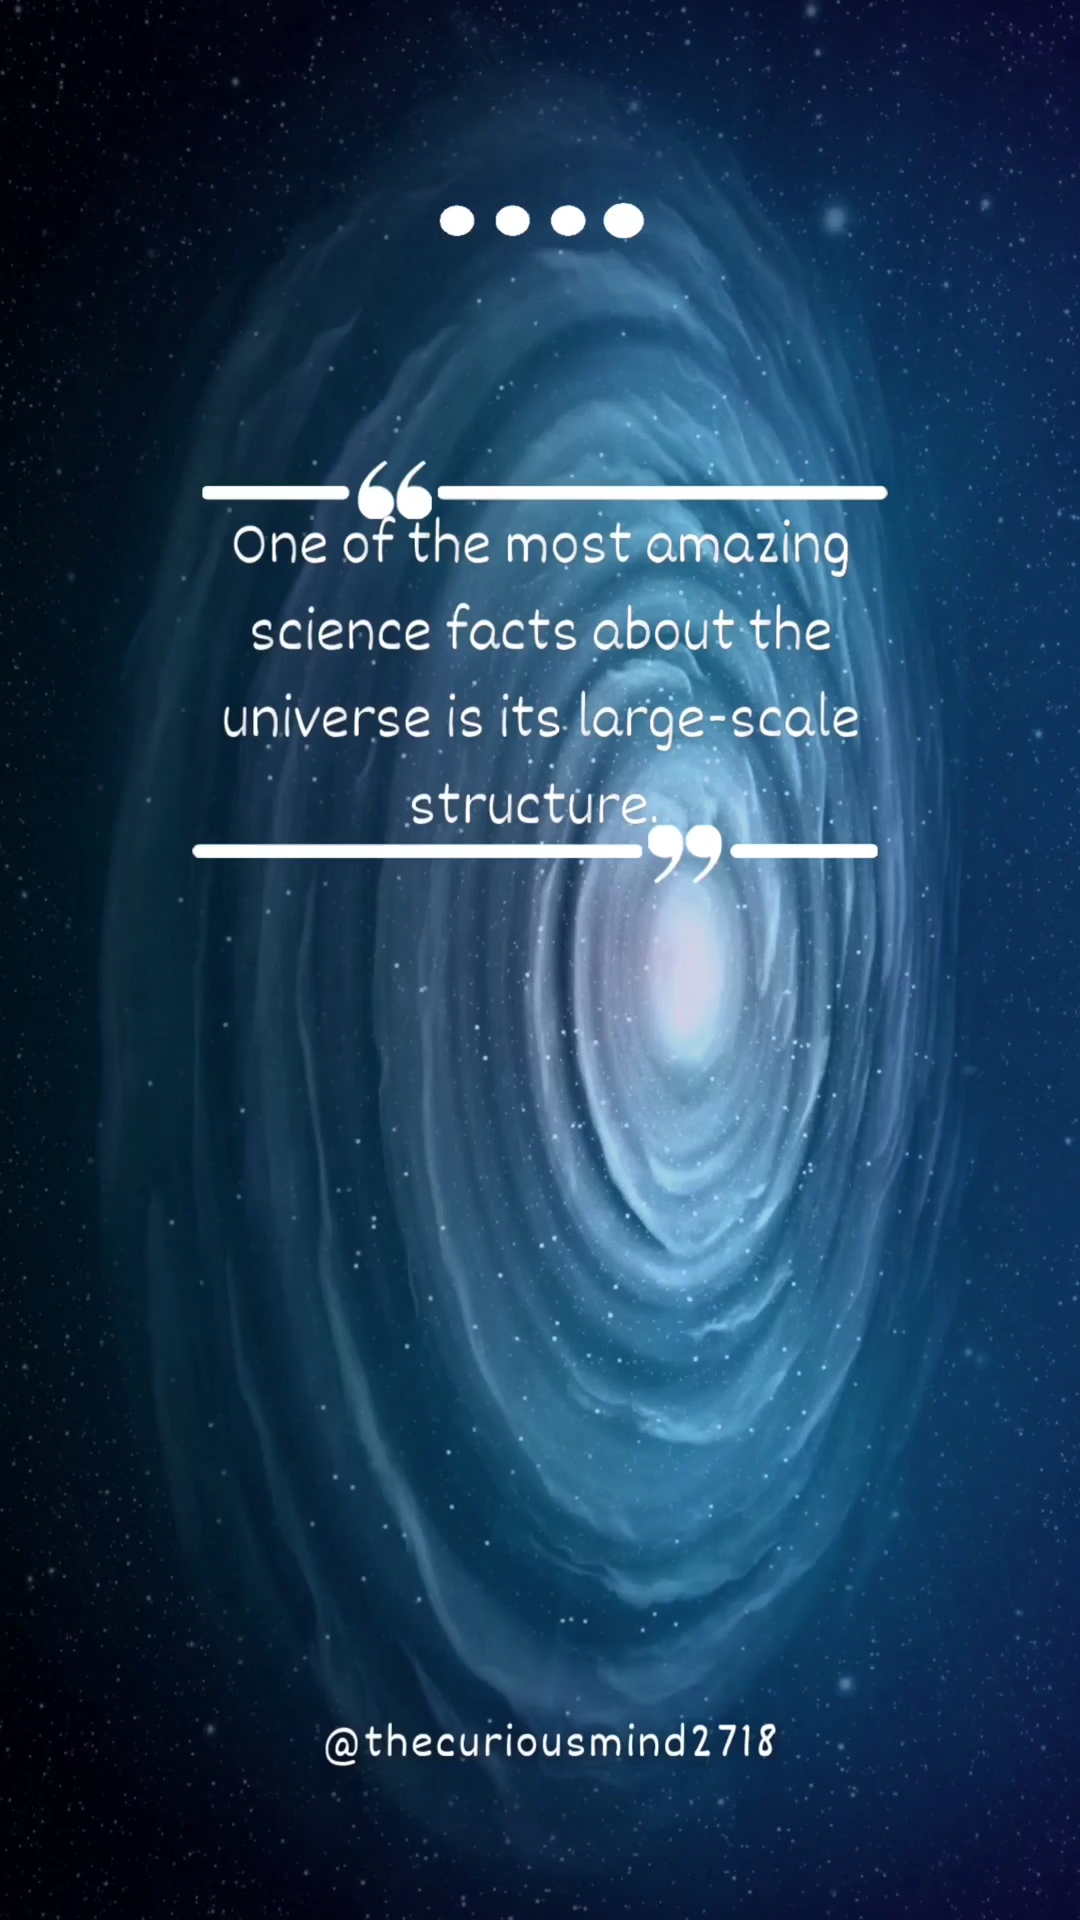 “
One of the most amazing
science facts about the
universe is its large-scale
structure.
”
@thecuriousmind2718